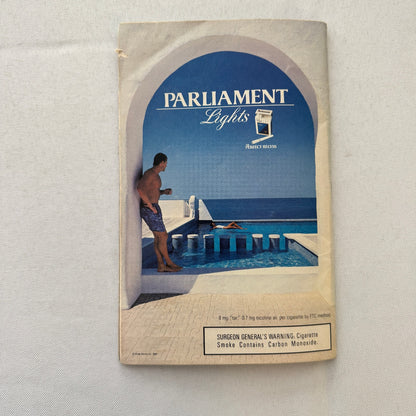 PARLIAMENT
Lights
PERFECT RECESS
8 mg. "tar," 0.7 mg nicotine av. per cigarette by FTC method.
SURGEON GENERAL'S WARNING: Cigarette
Smoke Contains Carbon Monoxide.